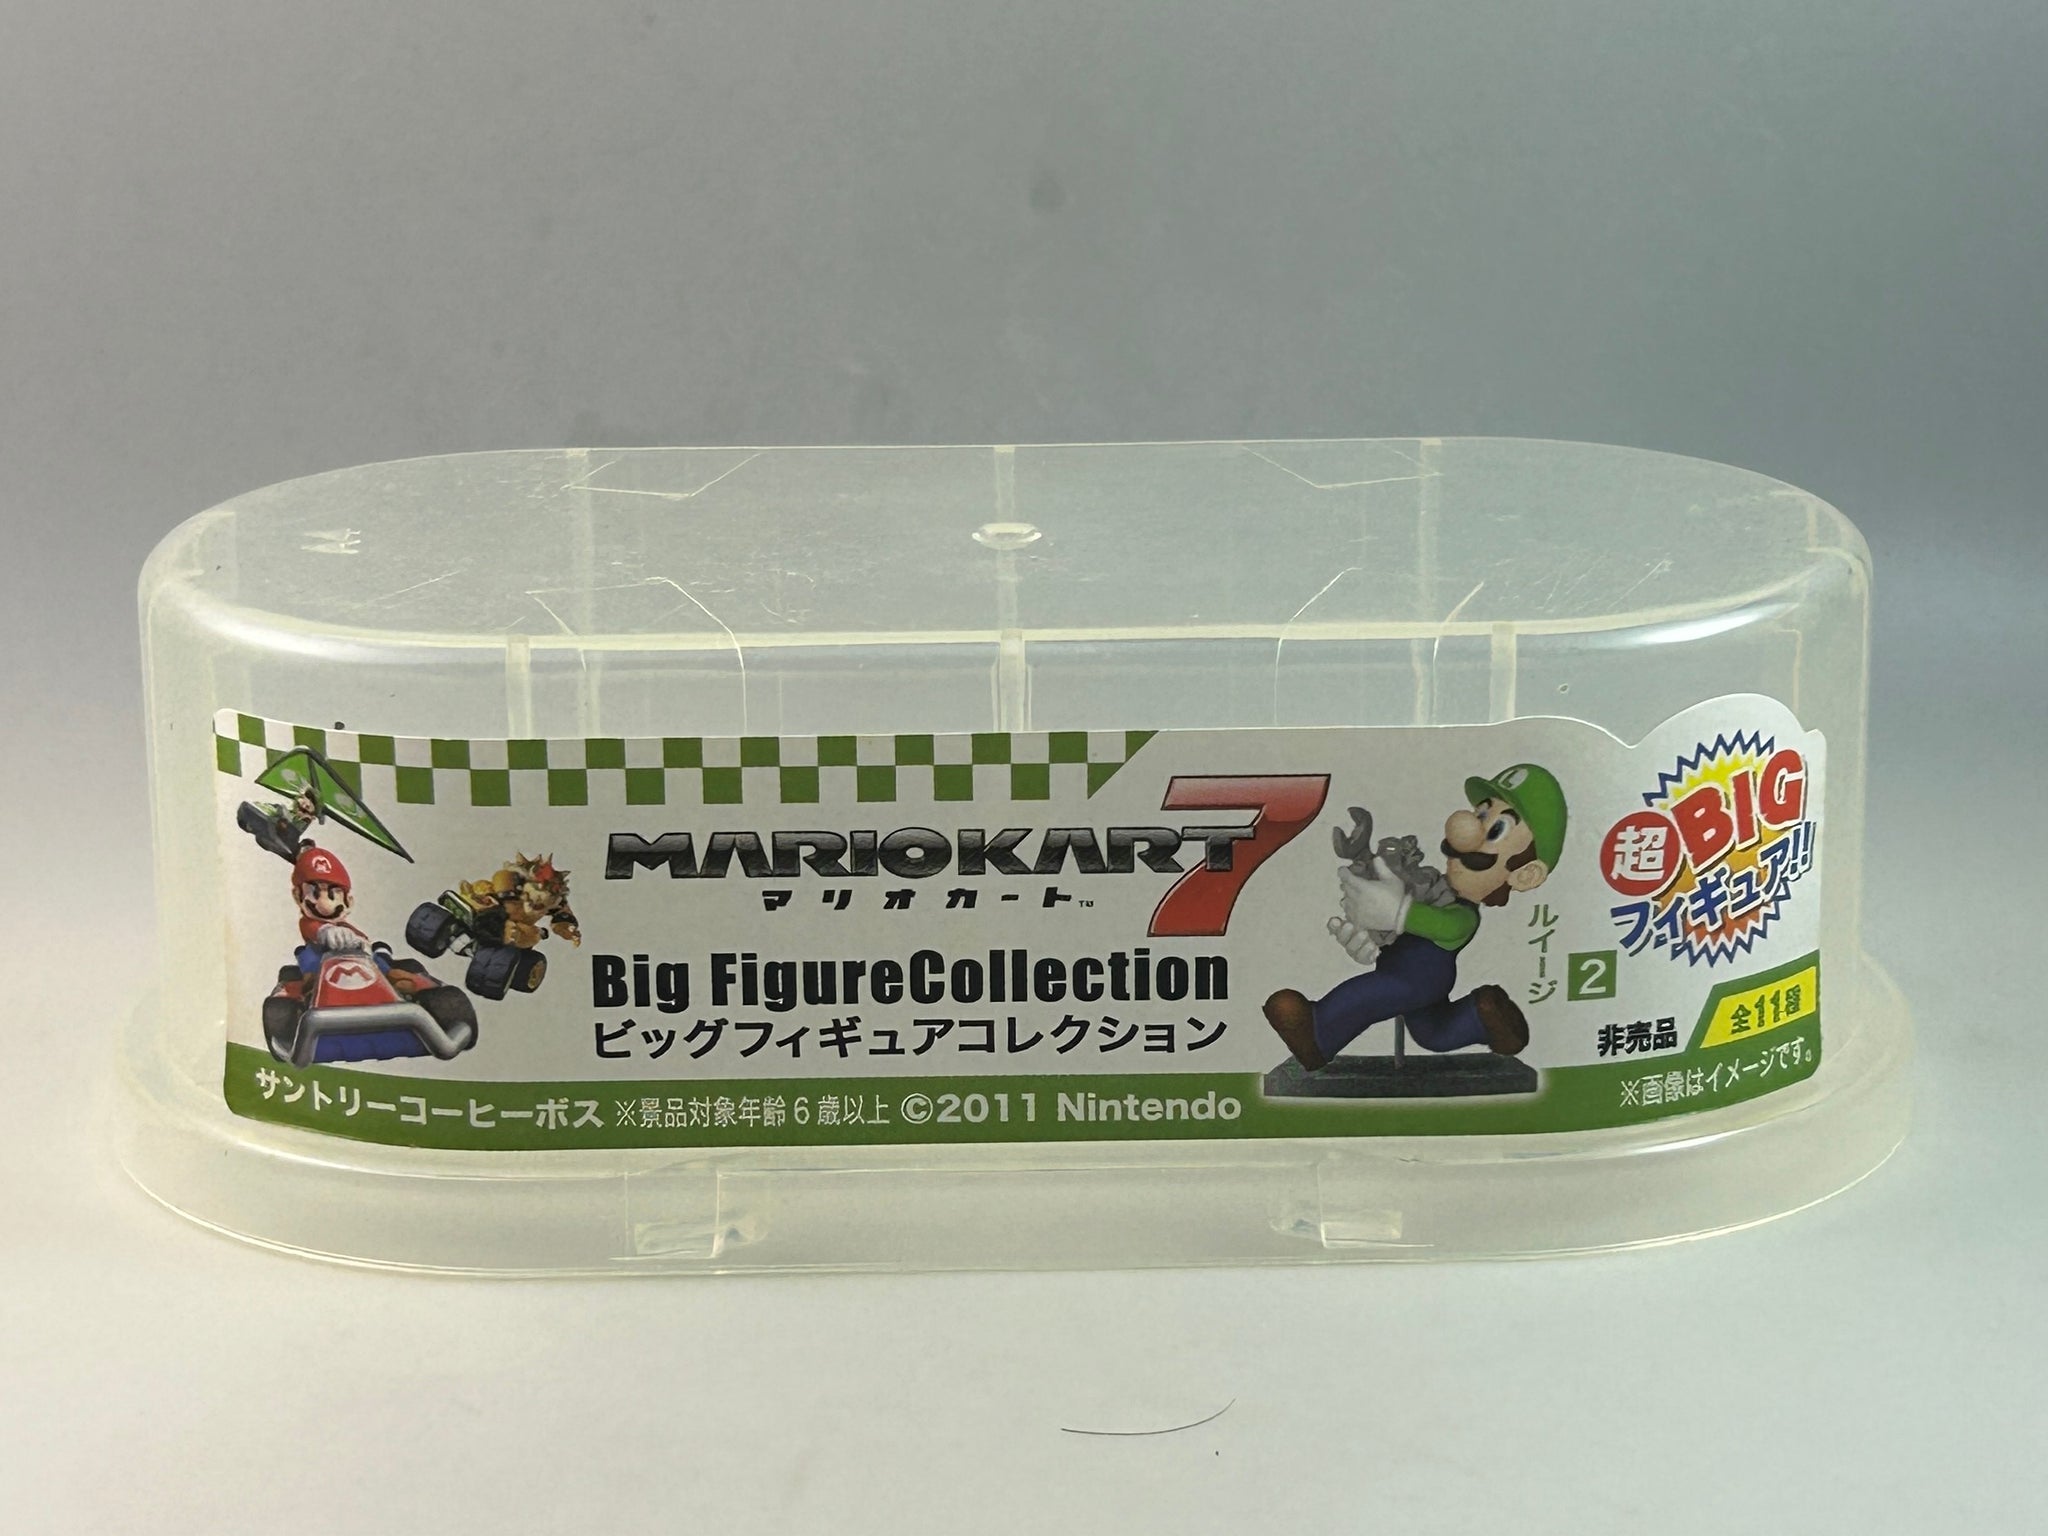 MARIOKART7
マリオカート™
Big FigureCollection
ビッグフィギュアコレクション
ルイージ
2
超BIG
フィギュア!!
非売品
全11種
※画像はイメージです。
サントリーコーヒーボス ※景品対象年齢6歳以上 ©2011 Nintendo